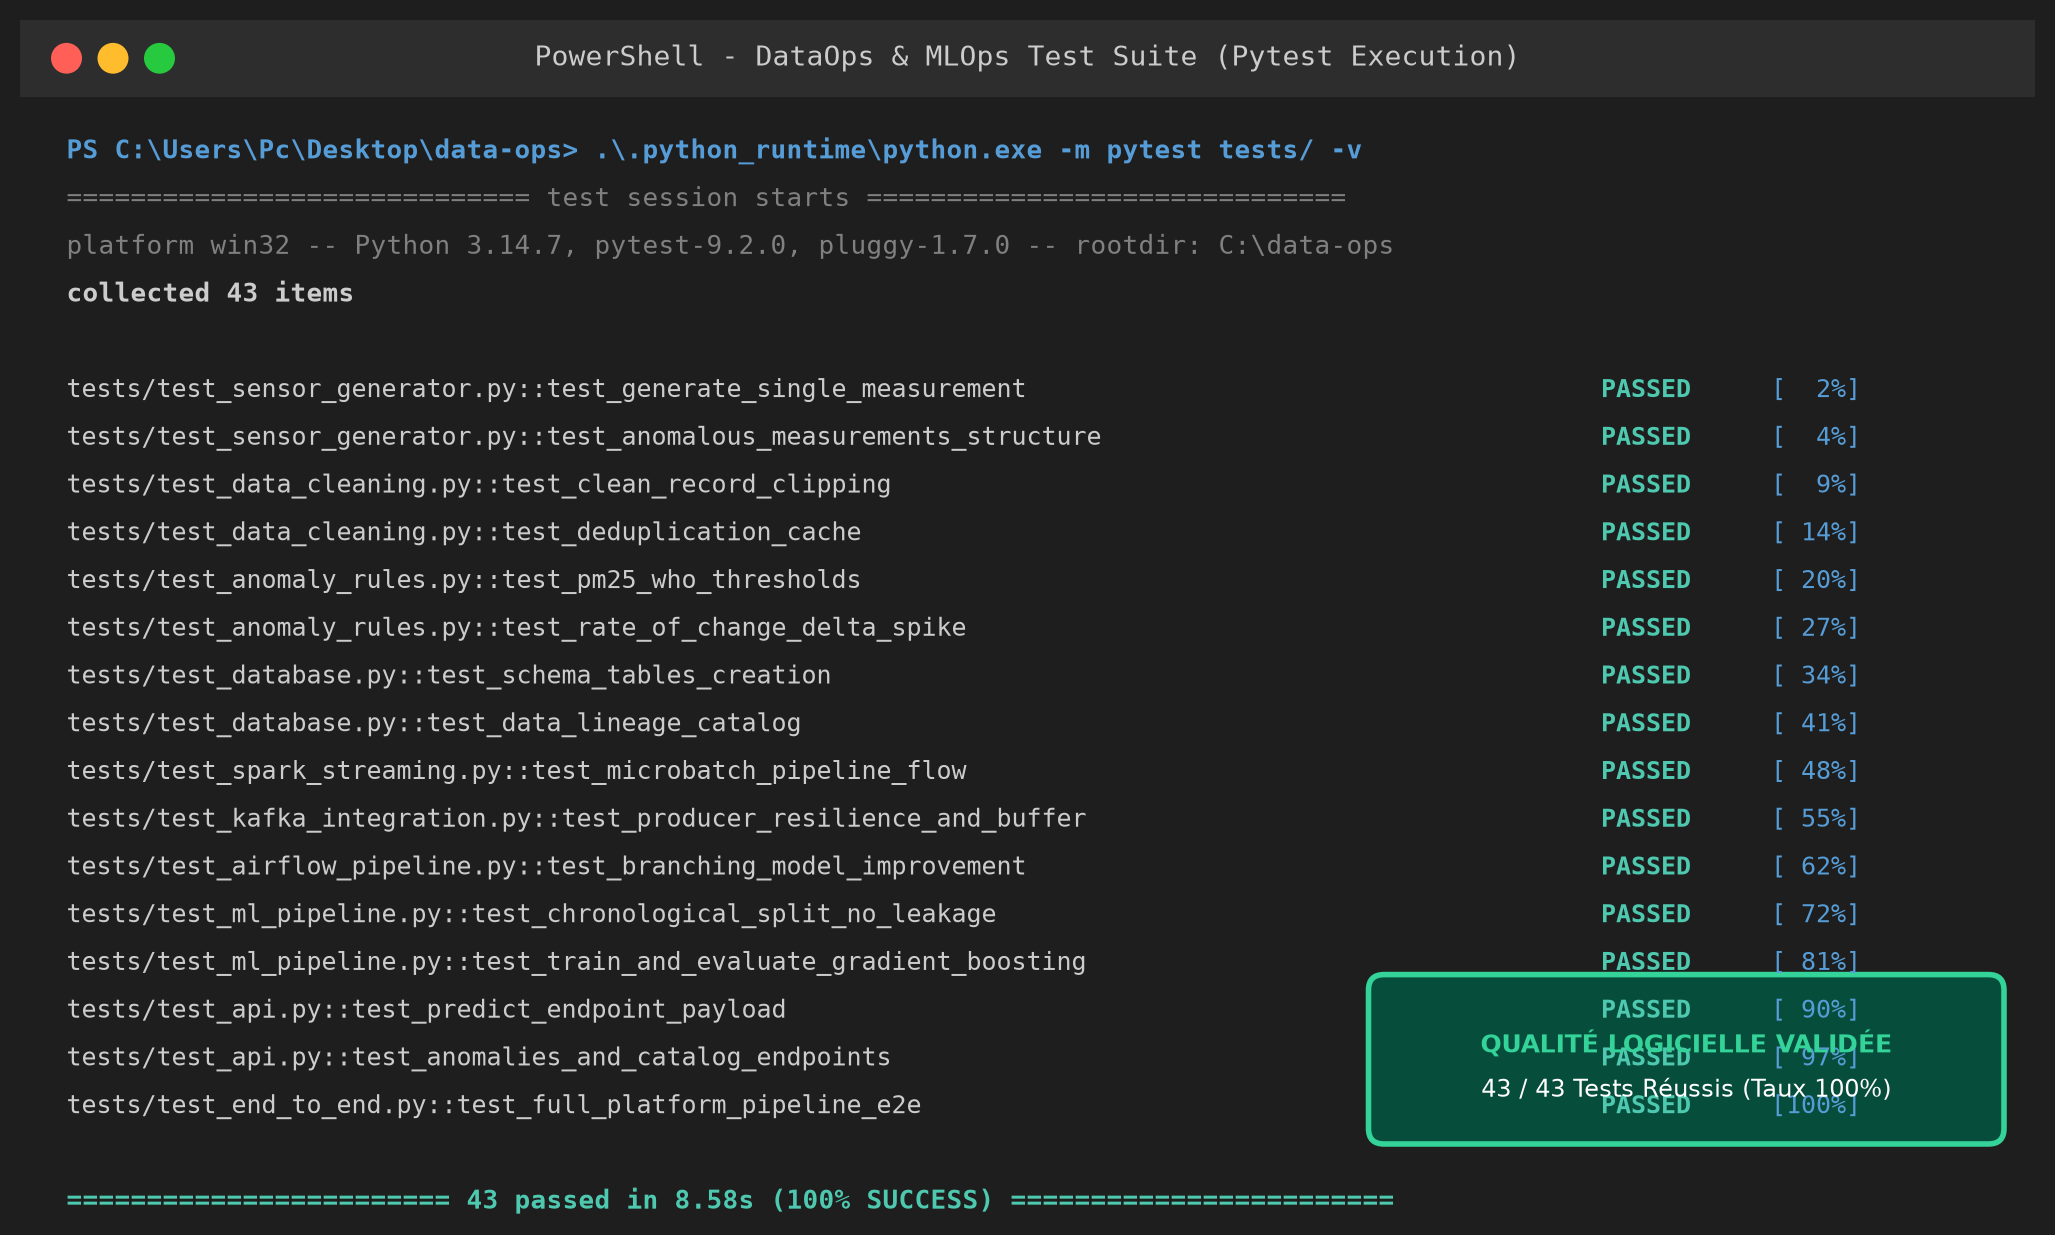 PowerShell - DataOps & MLOps Test Suite (Pytest Execution)
PS C:\Users\Pc\Desktop\data-ops> .\.python_runtime\python.exe -m pytest tests/ -v
============================= test session starts ==============================
platform win32 -- Python 3.14.7, pytest-9.2.0, pluggy-1.7.0 -- rootdir: C:\data-ops
collected 43 items
tests/test_sensor_generator.py::test_generate_single_measurement PASSED [  2%]
tests/test_sensor_generator.py::test_anomalous_measurements_structure PASSED [  4%]
tests/test_data_cleaning.py::test_clean_record_clipping PASSED [  9%]
tests/test_data_cleaning.py::test_deduplication_cache PASSED [ 14%]
tests/test_anomaly_rules.py::test_pm25_who_thresholds PASSED [ 20%]
tests/test_anomaly_rules.py::test_rate_of_change_delta_spike PASSED [ 27%]
tests/test_database.py::test_schema_tables_creation PASSED [ 34%]
tests/test_database.py::test_data_lineage_catalog PASSED [ 41%]
tests/test_spark_streaming.py::test_microbatch_pipeline_flow PASSED [ 48%]
tests/test_kafka_integration.py::test_producer_resilience_and_buffer PASSED [ 55%]
tests/test_airflow_pipeline.py::test_branching_model_improvement PASSED [ 62%]
tests/test_ml_pipeline.py::test_chronological_split_no_leakage PASSED [ 72%]
tests/test_ml_pipeline.py::test_train_and_evaluate_gradient_boosting PASSED [ 81%]
tests/test_api.py::test_predict_endpoint_payload PASSED [ 90%]
QUALITÉ LOGICIELLE VALIDÉE
tests/test_api.py::test_anomalies_and_catalog_endpoints PASSED [ 97%]
43 / 43 Tests Réussis (Taux 100%)
tests/test_end_to_end.py::test_full_platform_pipeline_e2e PASSED [100%]
======================== 43 passed in 8.58s (100% SUCCESS) ========================